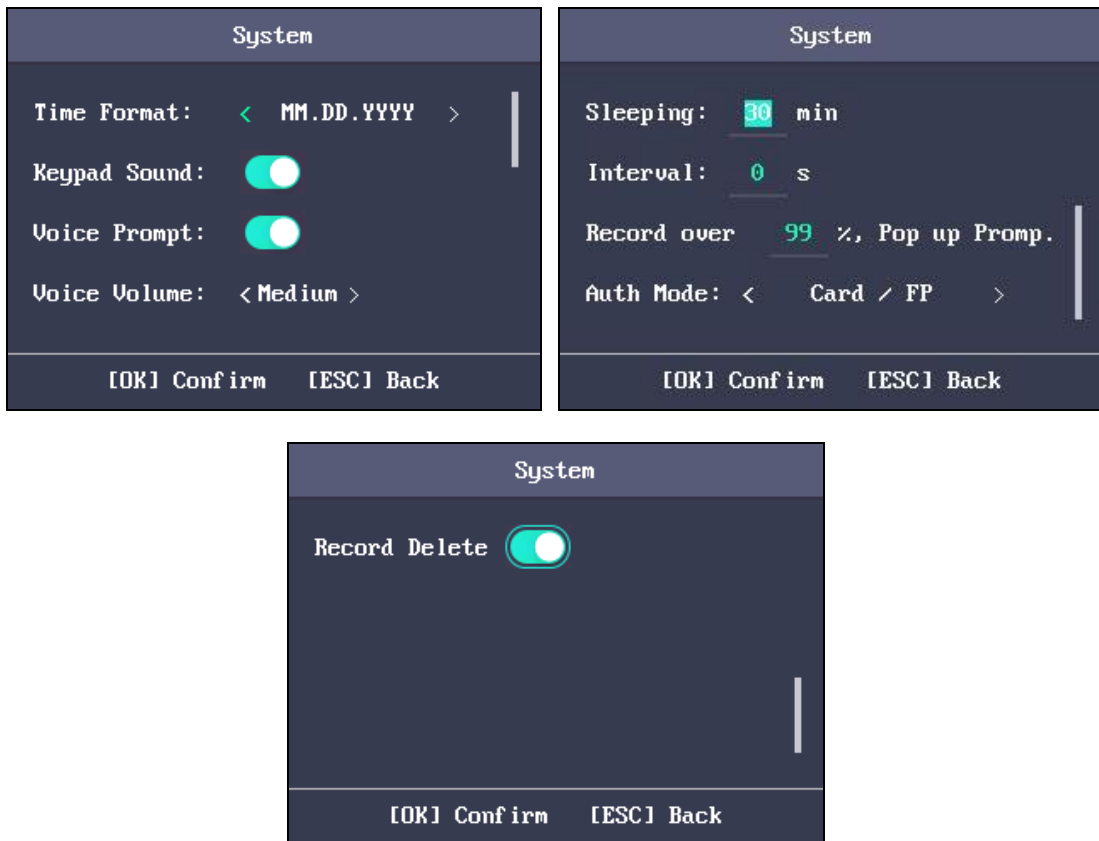 System
Time Format: < MM.DD.YYYY >
Keypad Sound:
Voice Prompt:
Voice Volume: < Medium >
[OK] Confirm [ESC] Back
System
Sleeping: 30 min
Interval: 0 s
Record over 99 %, Pop up Promp.
Auth Mode: < Card / FP >
[OK] Confirm [ESC] Back
System
Record Delete
[OK] Confirm [ESC] Back